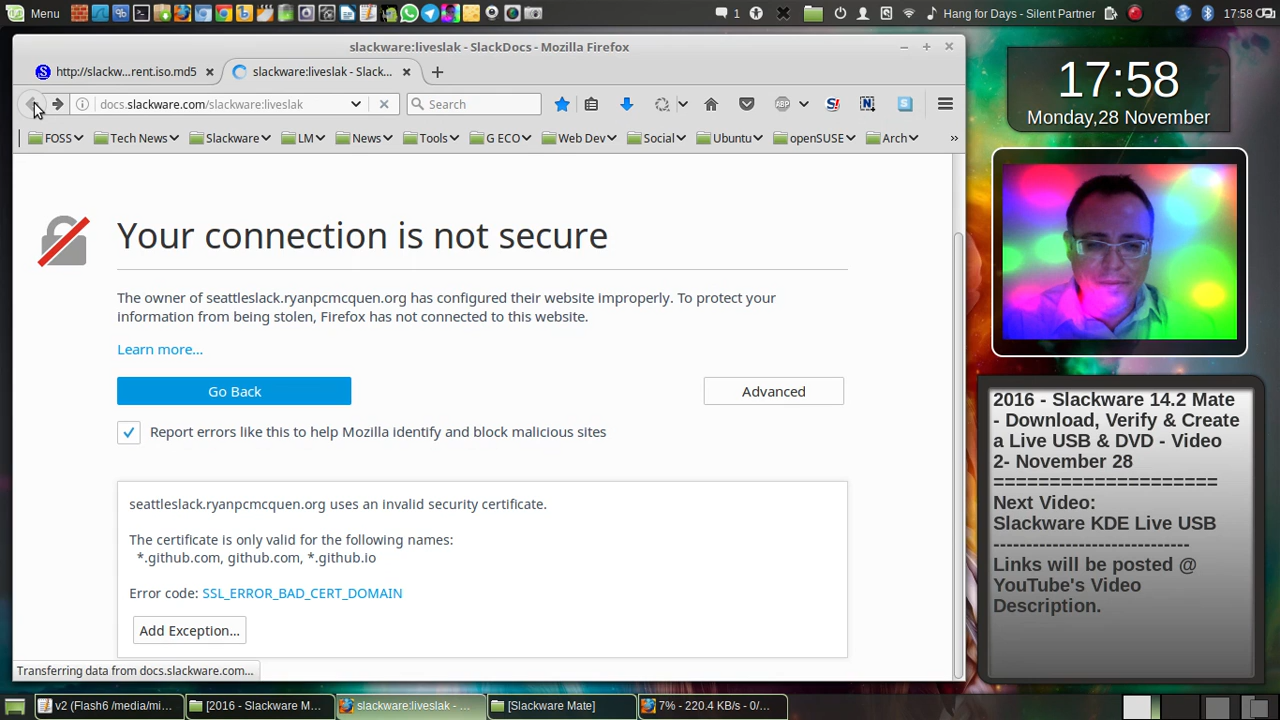 Menu
1
Hang for Days - Silent Partner
17:58
slackware:liveslak - SlackDocs - Mozilla Firefox
http://slackw...rent.iso.md5
slackware:liveslak - Slack...
docs.slackware.com/slackware:liveslak
Search
ABP
S!
N
S
FOSS
Tech News
Slackware
LM
News
Tools
G ECO
Web Dev
Social
Ubuntu
openSUSE
Arch
»
Your connection is not secure
The owner of seattleslack.ryanpcmcquen.org has configured their website improperly. To protect your
information from being stolen, Firefox has not connected to this website.
Learn more...
Go Back
Advanced
Report errors like this to help Mozilla identify and block malicious sites
seattleslack.ryanpcmcquen.org uses an invalid security certificate.
The certificate is only valid for the following names:
*.github.com, github.com, *.github.io
Error code: SSL_ERROR_BAD_CERT_DOMAIN
Add Exception...
Transferring data from docs.slackware.com...
17:58
Monday,28 November
2016 - Slackware 14.2 Mate
- Download, Verify & Create
a Live USB & DVD - Video
2- November 28
====================
Next Video:
Slackware KDE Live USB
----------------------------
Links will be posted @
YouTube's Video
Description.
v2 (Flash6 /media/mi...
[2016 - Slackware M...
slackware:liveslak - ...
[Slackware Mate]
7% - 220.4 KB/s - 0/...